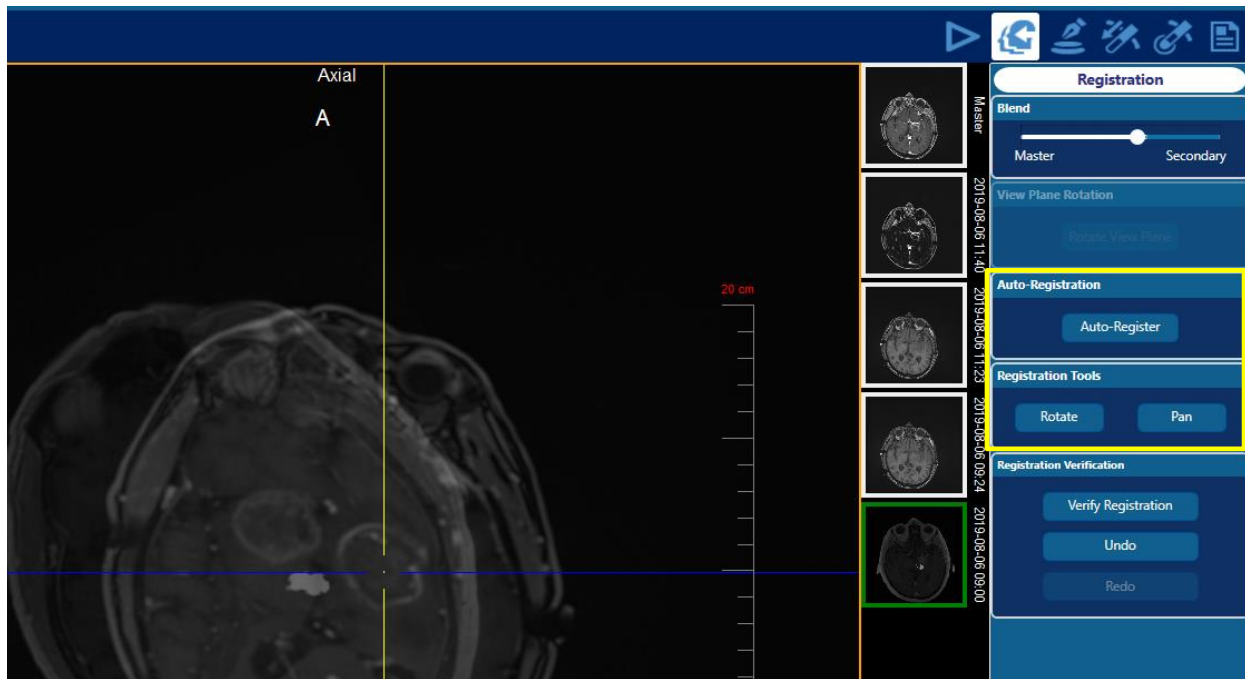 Axial
A
20 cm
Master
2019-08-06 11:40
2019-08-06 11:23
2019-08-06 09:24
2019-08-06 09:00
Registration
Blend
Master Secondary
View Plane Rotation
Rotate View Plane
Auto-Registration
Auto-Register
Registration Tools
Rotate Pan
Registration Verification
Verify Registration
Undo
Redo